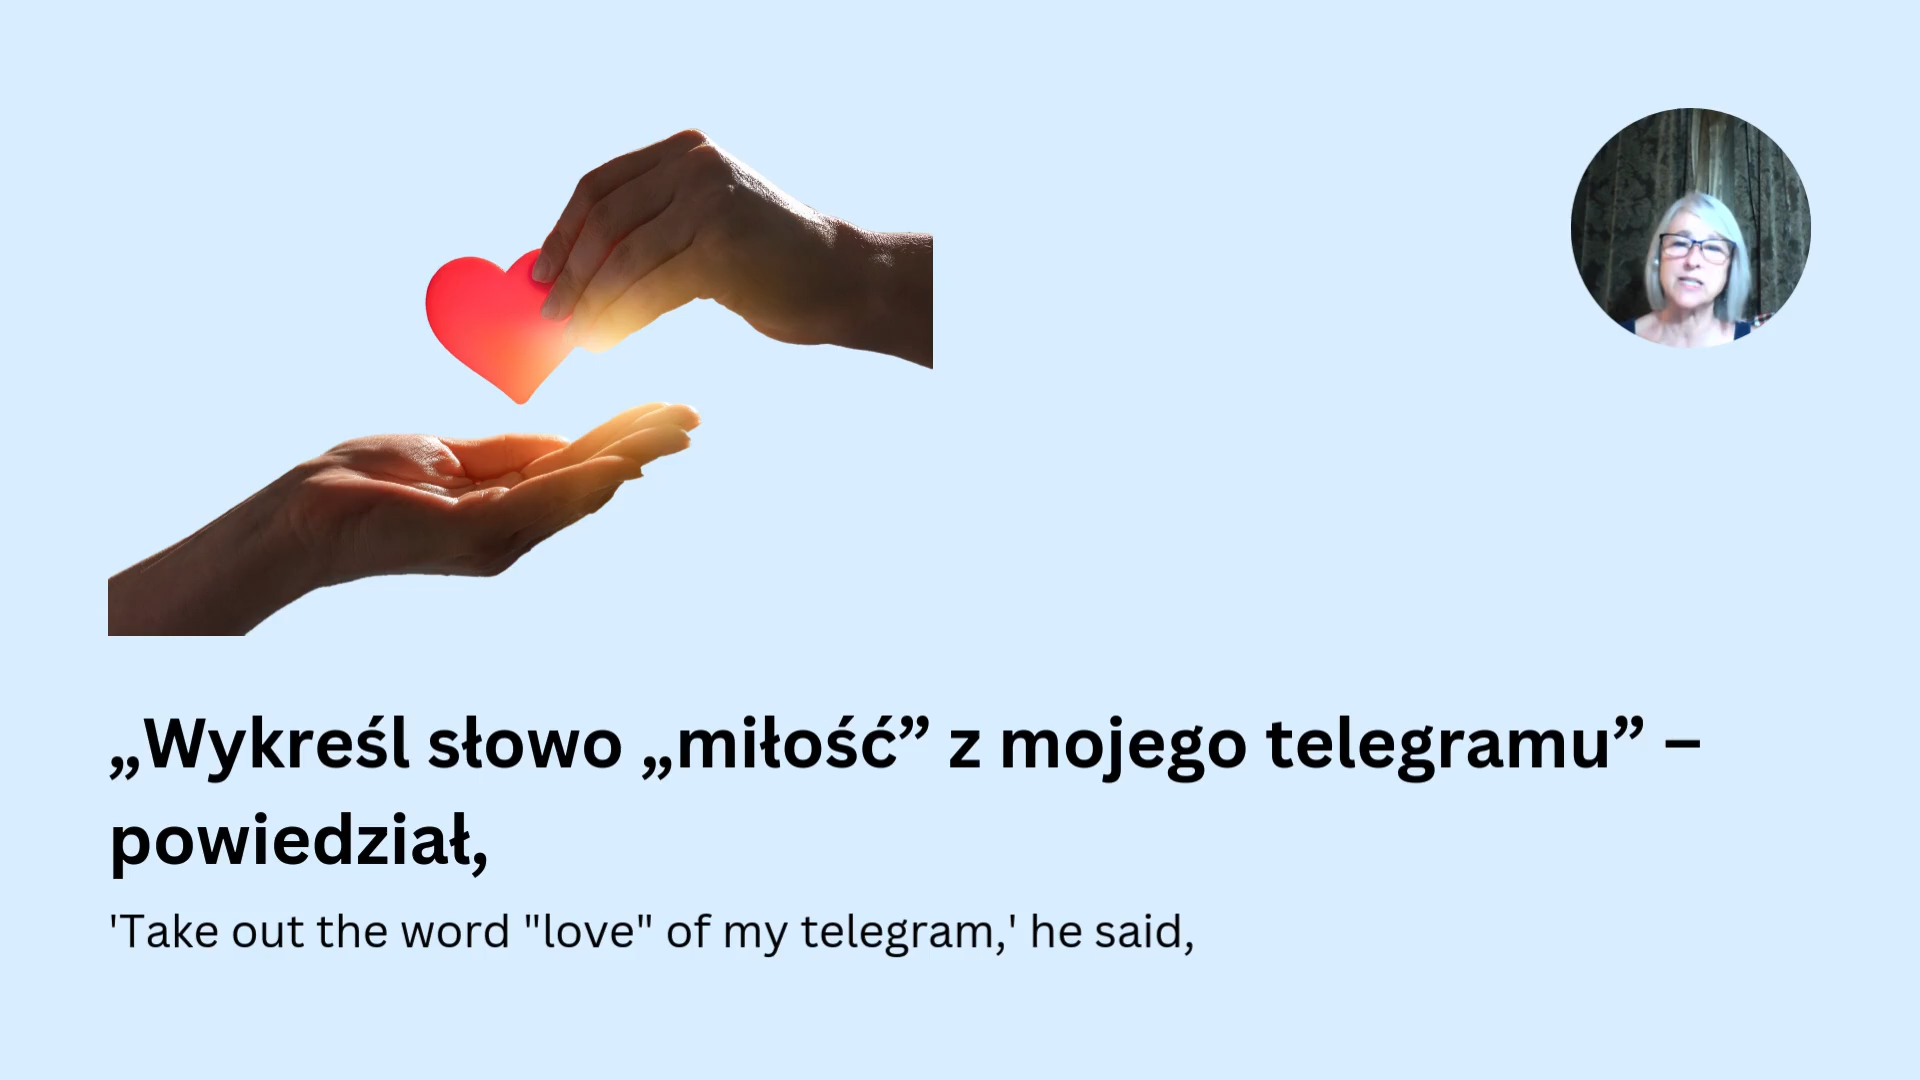 „Wykreśl słowo „miłość” z mojego telegramu” –
powiedział,
'Take out the word "love" of my telegram,' he said,